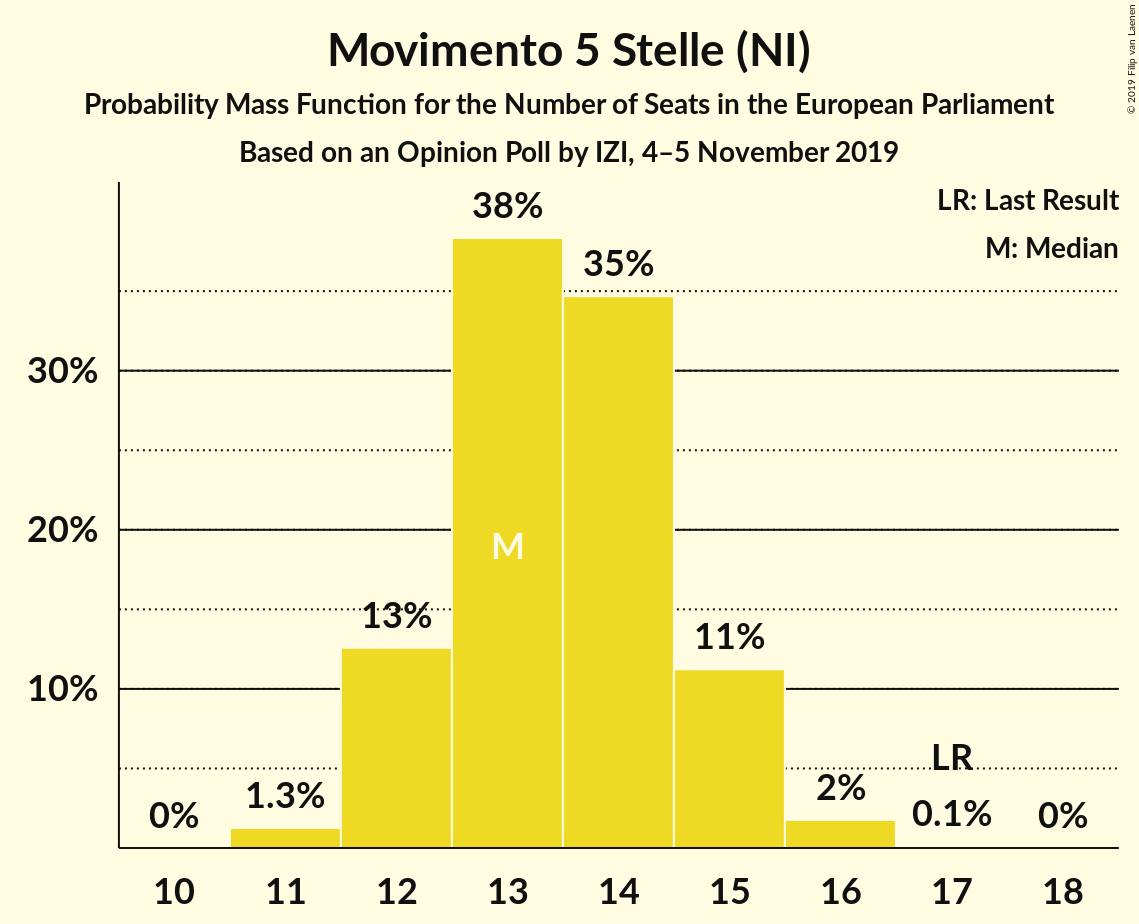 Movimento 5 Stelle (NI)
Probability Mass Function for the Number of Seats in the European Parliament
Based on an Opinion Poll by IZI, 4–5 November 2019
© 2019 Filip van Laenen
LR: Last Result
M: Median
38%
35%
30%
20%
M
13%
11%
10%
LR
0%
1.3%
2%
0.1%
0%
10 11 12 13 14 15 16 17 18